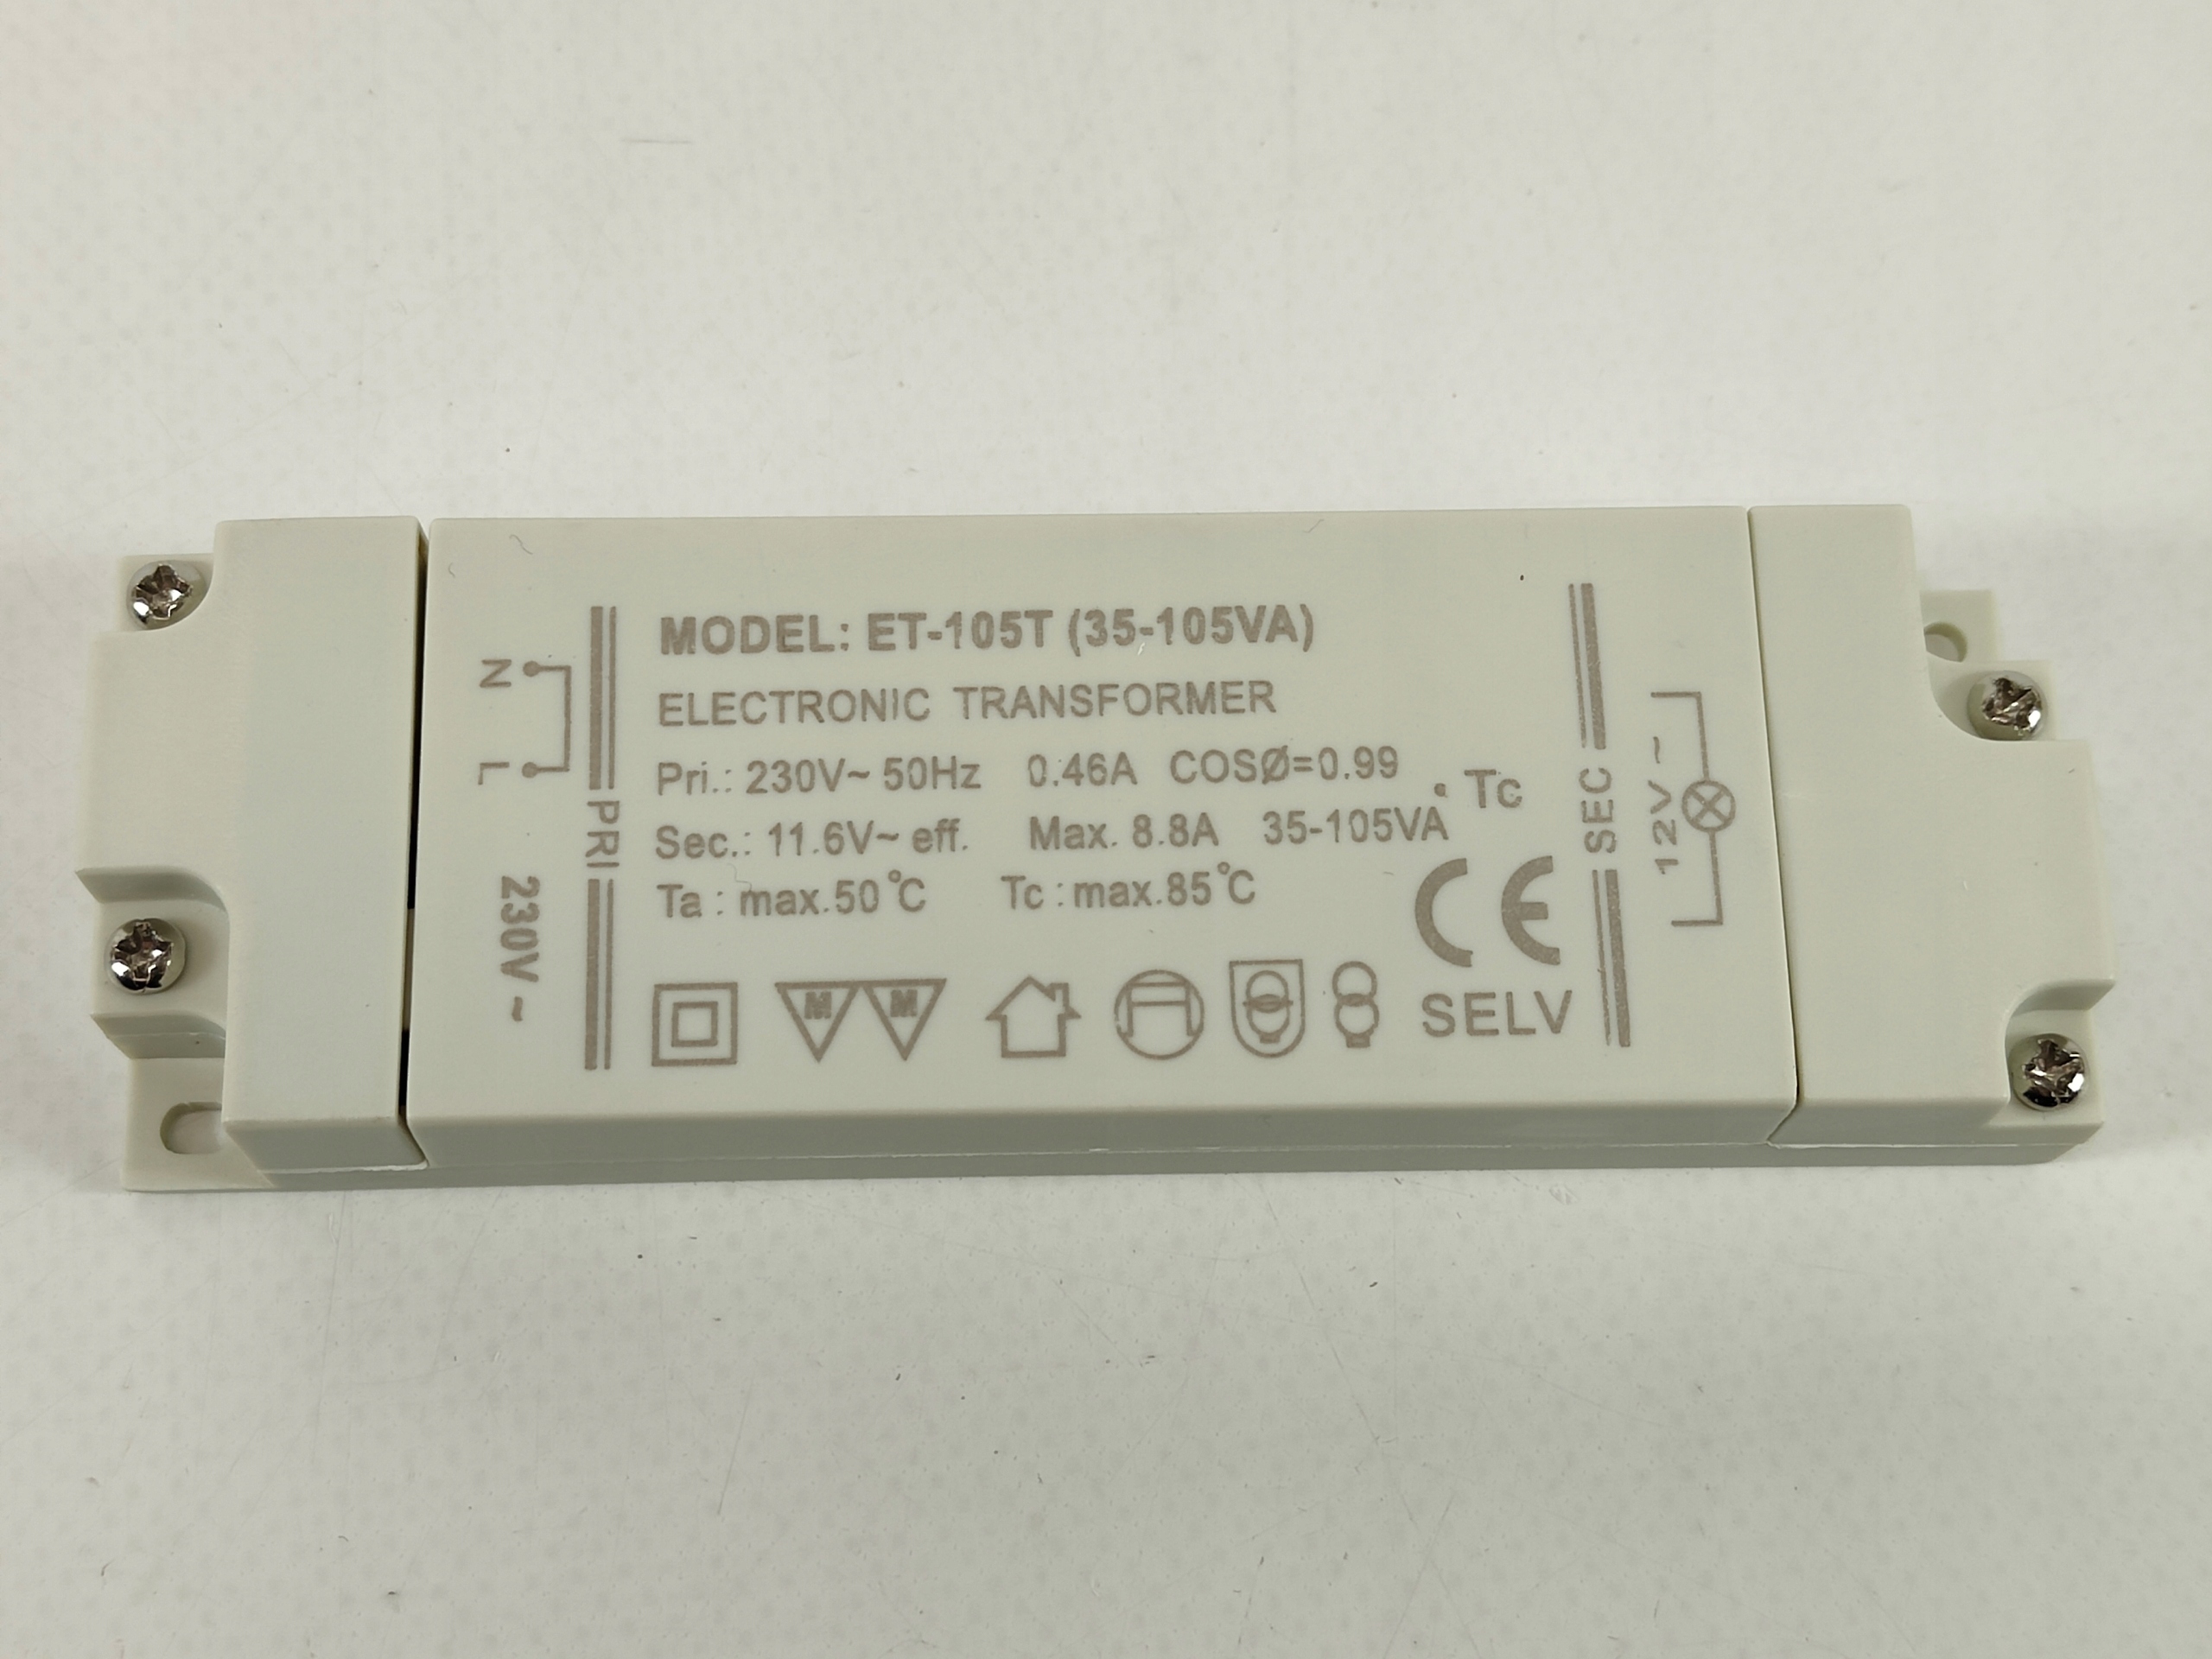 N
L
230V ~
PRI
MODEL: ET-105T (35-105VA)
ELECTRONIC TRANSFORMER
Pri.: 230V~ 50Hz 0.46A COSØ=0.99
Sec.: 11.6V~ eff. Max. 8.8A 35-105VA
Ta : max.50°C Tc : max.85°C
. Tc
CE
M M
SELV
SEC
12V ~